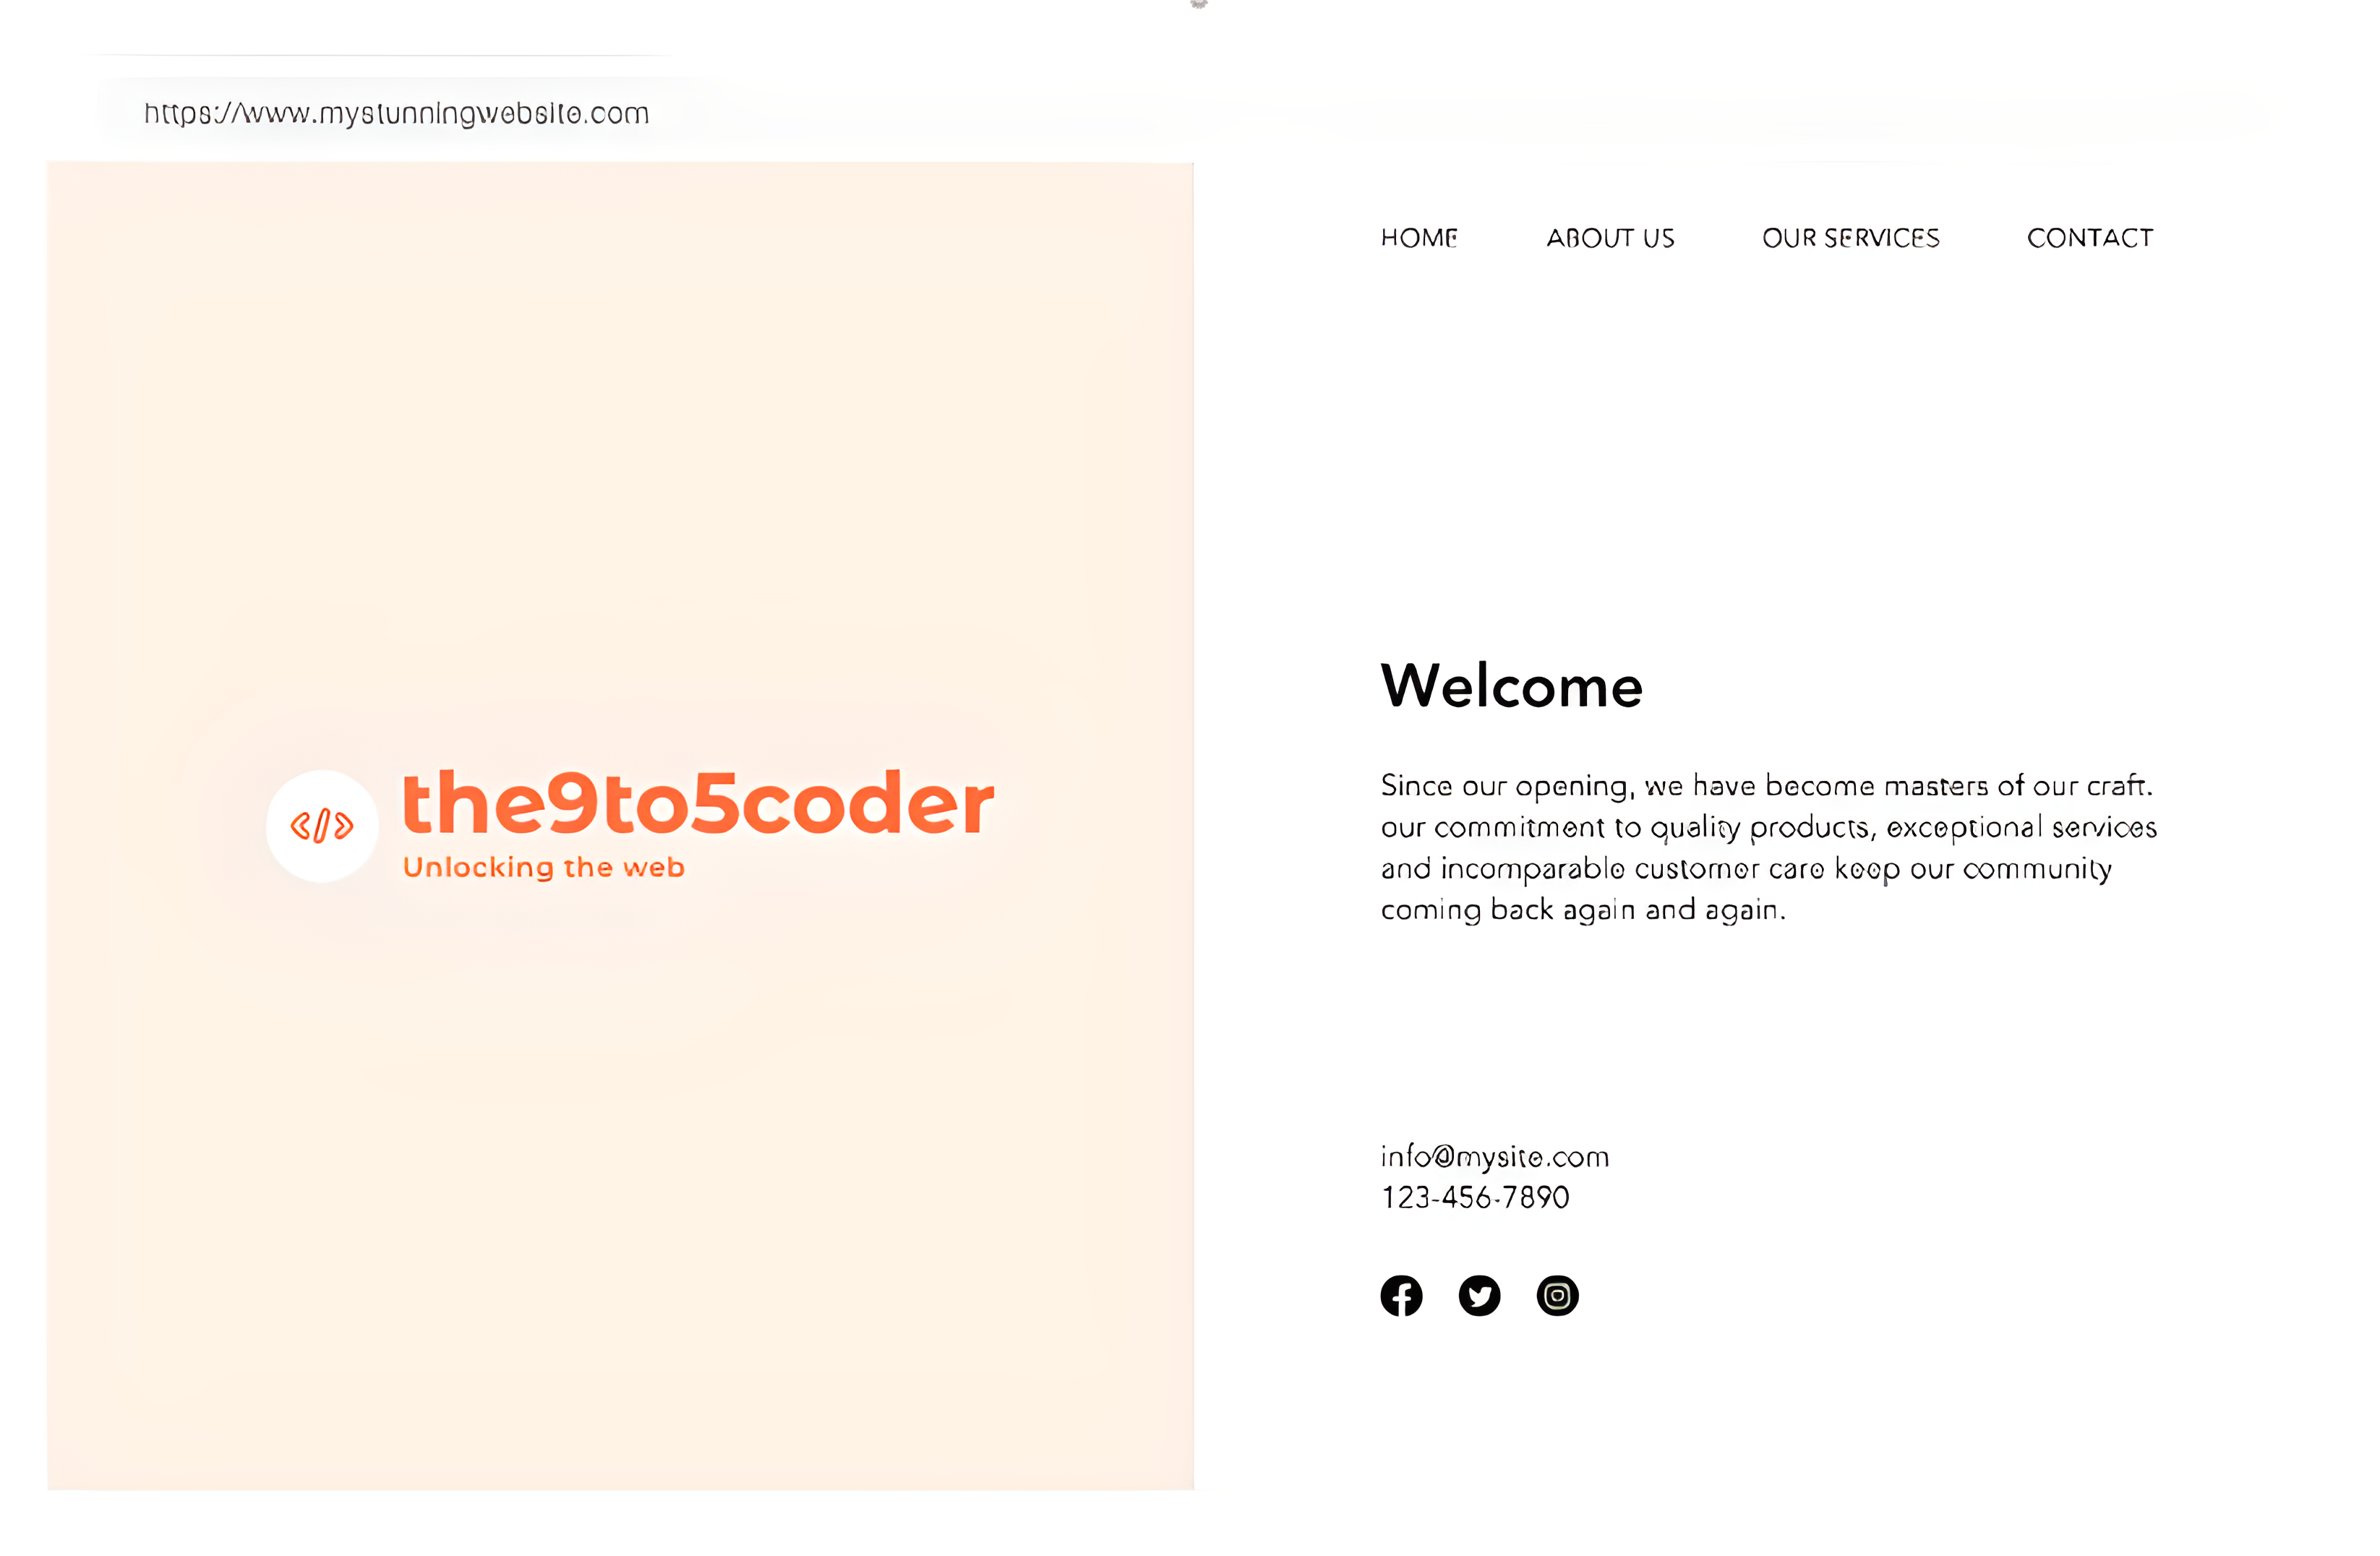 https://www.mystunningwebsite.com
HOME ABOUT US OUR SERVICES CONTACT
the9to5coder
Unlocking the web
Welcome
Since our opening, we have become masters of our craft.
our commitment to quality products, exceptional services
and incomparable customer care keep our community
coming back again and again.
info@mysite.com
123-456-7890